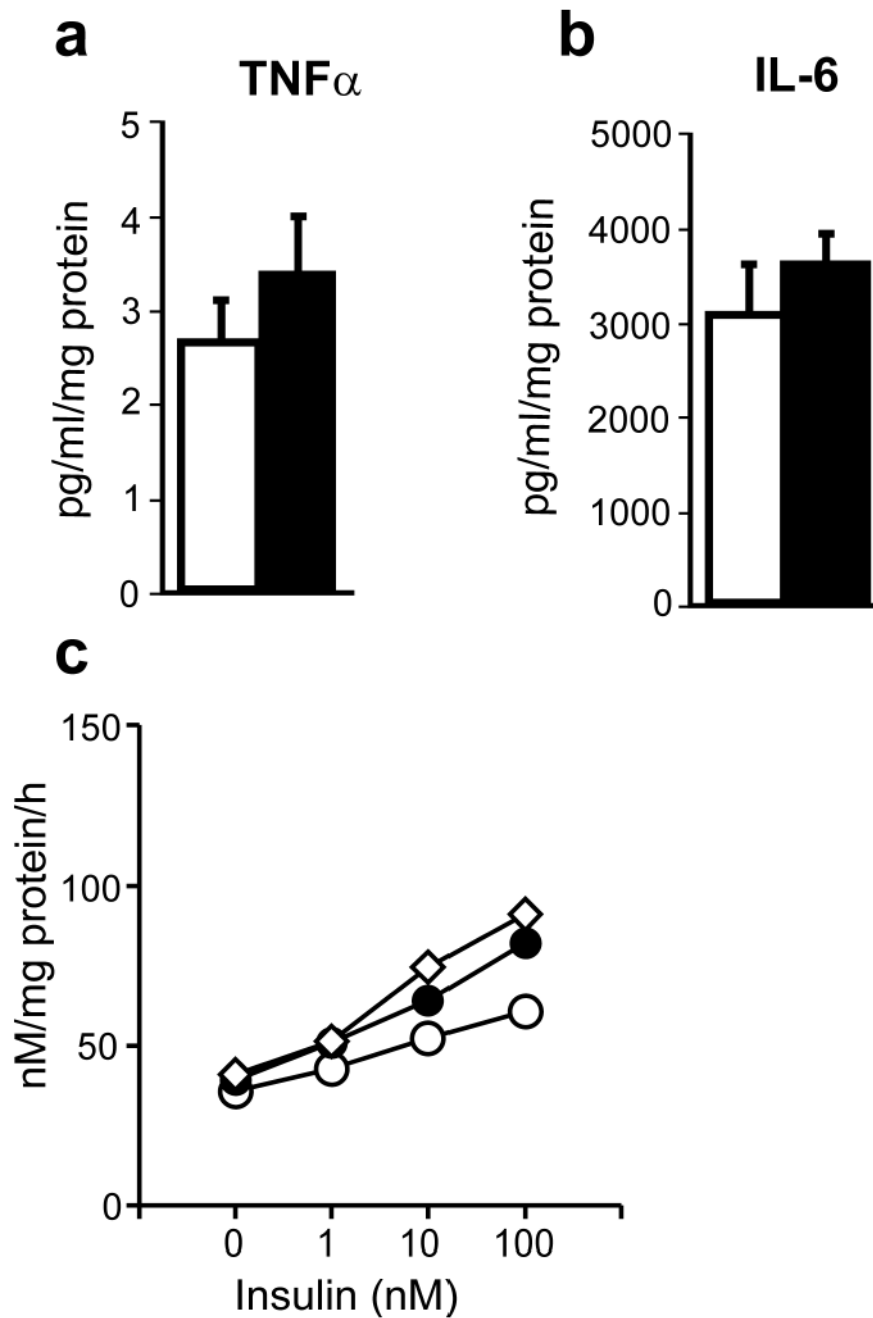 a
TNFα
pg/ml/mg protein
5
4
3
2
1
0
b
IL-6
pg/ml/mg protein
5000
4000
3000
2000
1000
0
c
nM/mg protein/h
150
100
50
0
0 1 10 100
Insulin (nM)